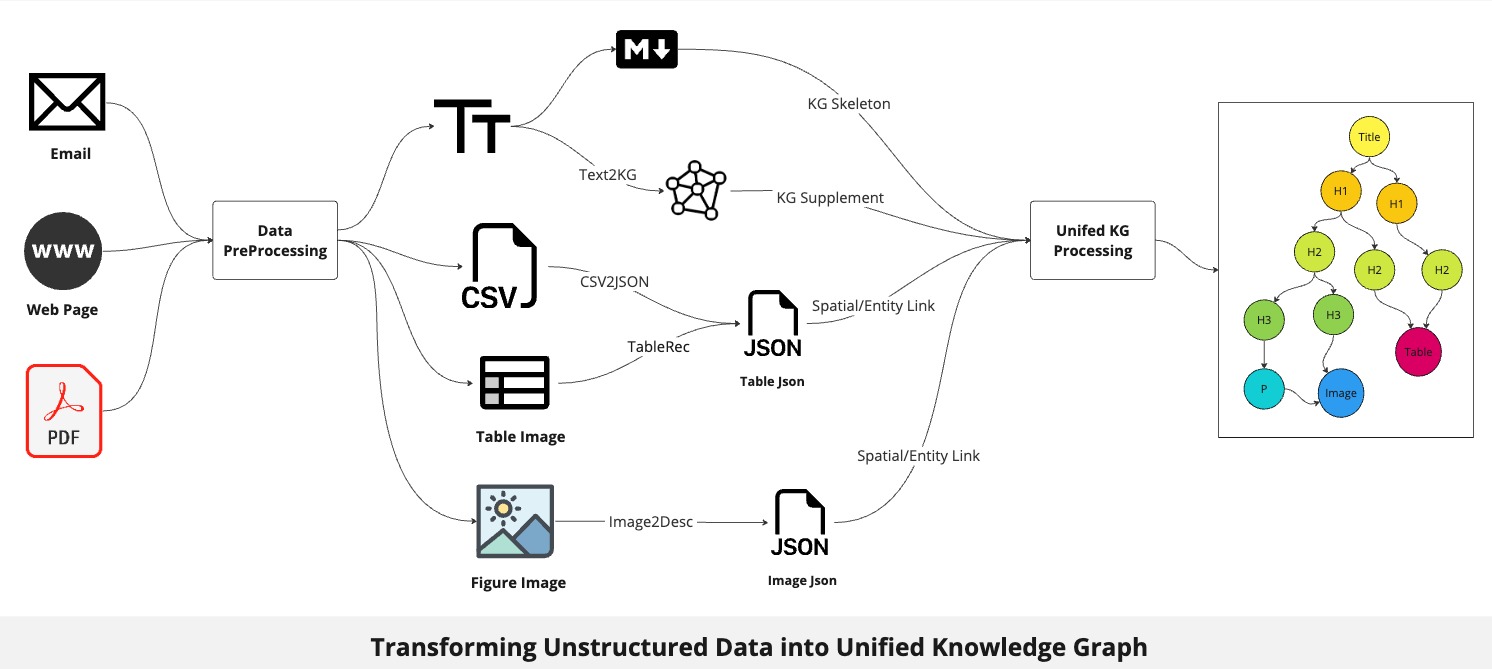 Email
WWW
Web Page
PDF
Data
PreProcessing
TT
M
Text2KG
KG Skeleton
KG Supplement
CSV
CSV2JSON
TableRec
Table Image
JSON
Table Json
Spatial/Entity Link
Figure Image
Image2Desc
JSON
Image Json
Spatial/Entity Link
Unifed KG
Processing
Title
H1
H1
H2
H2
H2
H3
H3
Table
P
Image
Transforming Unstructured Data into Unified Knowledge Graph